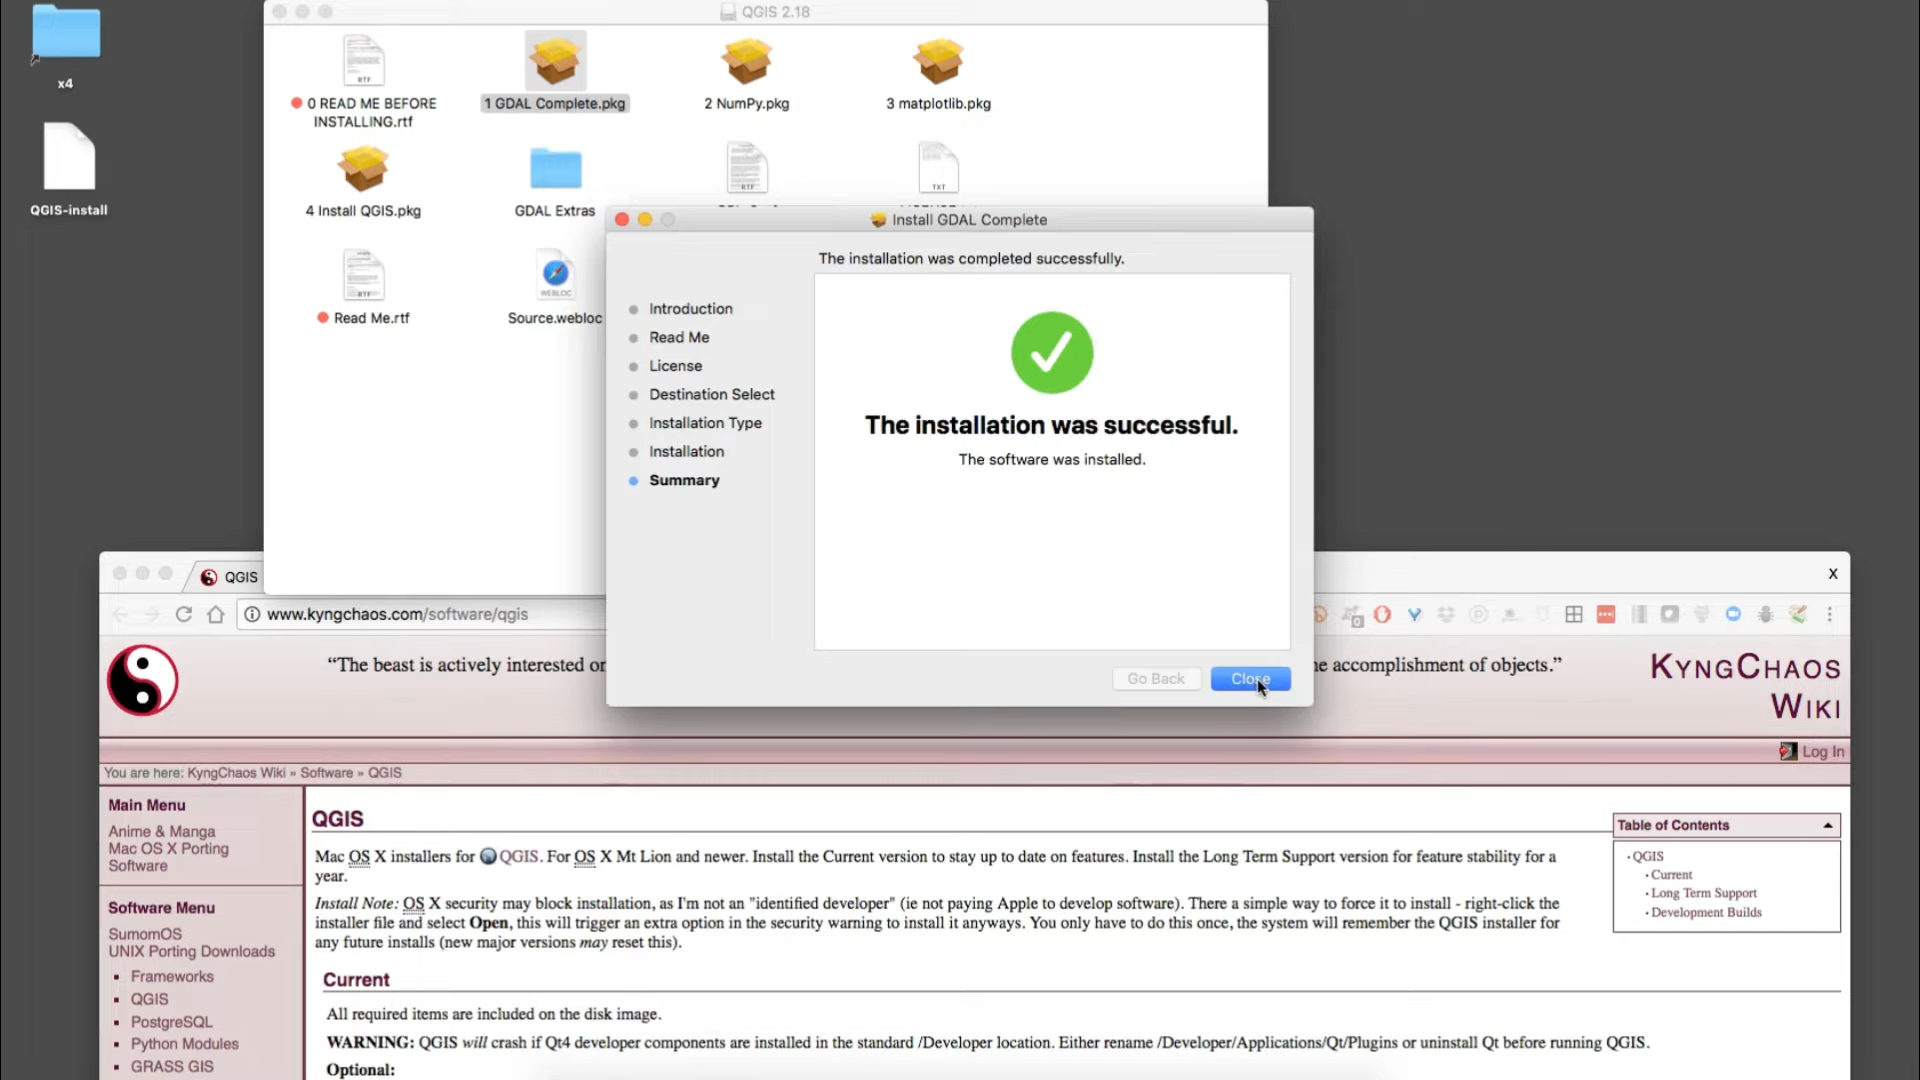 QGIS 2.18
x4
QGIS-install
RTF
0 READ ME BEFORE
INSTALLING.rtf
1 GDAL Complete.pkg
2 NumPy.pkg
3 matplotlib.pkg
4 Install QGIS.pkg
GDAL Extras
RTF
TXT
RTF
Read Me.rtf
WEBLOC
Source.webloc
Install GDAL Complete
The installation was completed successfully.
Introduction
Read Me
License
Destination Select
Installation Type
Installation
Summary
The installation was successful.
The software was installed.
Go Back
Close
QGIS
X
www.kyngchaos.com/software/qgis
“The beast is actively interested
accomplishment of objects.”
KYNGCHAOS
WIKI
Log In
You are here: KyngChaos Wiki » Software » QGIS
Main Menu
Anime & Manga
Mac OS X Porting
Software
Software Menu
SumomOS
UNIX Porting Downloads
Frameworks
QGIS
PostgreSQL
Python Modules
GRASS GIS
QGIS
Mac OS X installers for QGIS. For OS X Mt Lion and newer. Install the Current version to stay up to date on features. Install the Long Term Support version for feature stability for a
year.
Install Note: OS X security may block installation, as I'm not an "identified developer" (ie not paying Apple to develop software). There a simple way to force it to install - right-click the
installer file and select Open, this will trigger an extra option in the security warning to install it anyways. You only have to do this once, the system will remember the QGIS installer for
any future installs (new major versions may reset this).
Current
All required items are included on the disk image.
WARNING: QGIS will crash if Qt4 developer components are installed in the standard /Developer location. Either rename /Developer/Applications/Qt/Plugins or uninstall Qt before running QGIS.
Optional:
Table of Contents
QGIS
Current
Long Term Support
Development Builds